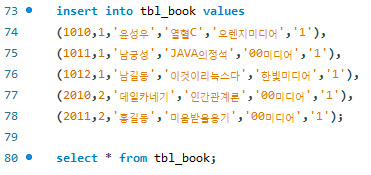 73 insert into tbl_book values
74 (1010,1,'윤성우','열혈C','오렌지미디어','1'),
75 (1011,1,'남궁성','JAVA의정석','00미디어','1'),
76 (1012,1,'남길동','이것이리눅스다','한빛미디어','1'),
77 (2010,2,'데일카네기','인간관계론','00미디어','1'),
78 (2011,2,'홍길동','미움받을용기','00미디어','1');
79
80 select * from tbl_book;